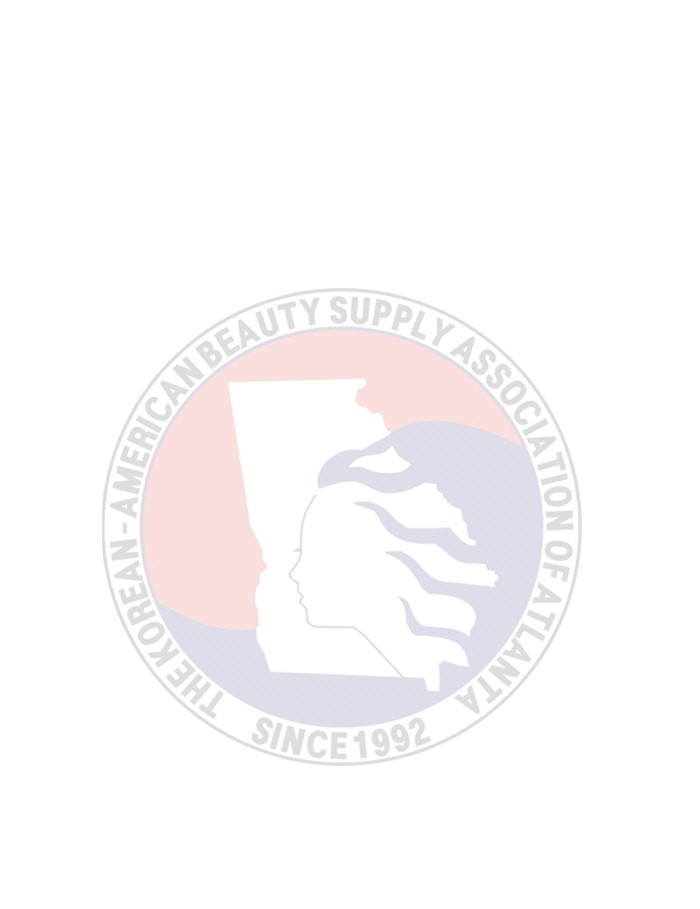 THE KOREAN - AMERICAN BEAUTY SUPPLY ASSOCIATION OF ATLANTA
SINCE 1992